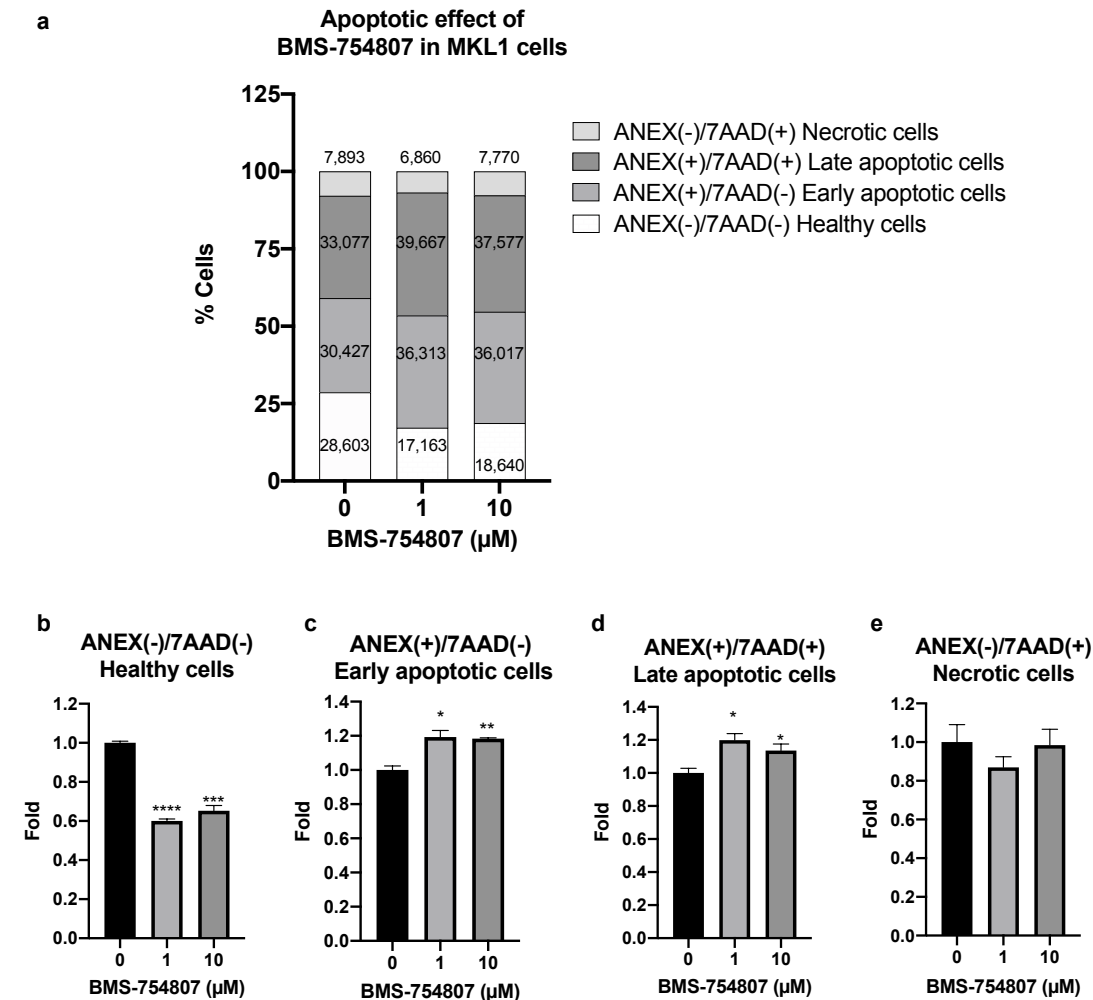 a
Apoptotic effect of
BMS-754807 in MKL1 cells
125
100
75
50
25
0
% Cells
7,893
6,860
7,770
33,077
39,667
37,577
30,427
36,313
36,017
28,603
17,163
18,640
0
1
10
BMS-754807 (µM)
ANEX(-)/7AAD(+) Necrotic cells
ANEX(+)/7AAD(+) Late apoptotic cells
ANEX(+)/7AAD(-) Early apoptotic cells
ANEX(-)/7AAD(-) Healthy cells
b
ANEX(-)/7AAD(-)
Healthy cells
1.2
1.0
0.8
0.6
0.4
0.2
0.0
Fold
****
***
0
1
10
BMS-754807 (µM)
c
ANEX(+)/7AAD(-)
Early apoptotic cells
1.4
1.2
1.0
0.8
0.6
0.4
0.2
0.0
Fold
*
**
0
1
10
BMS-754807 (µM)
d
ANEX(+)/7AAD(+)
Late apoptotic cells
1.4
1.2
1.0
0.8
0.6
0.4
0.2
0.0
Fold
*
*
0
1
10
BMS-754807 (µM)
e
ANEX(-)/7AAD(+)
Necrotic cells
1.2
1.0
0.8
0.6
0.4
0.2
0.0
Fold
0
1
10
BMS-754807 (µM)